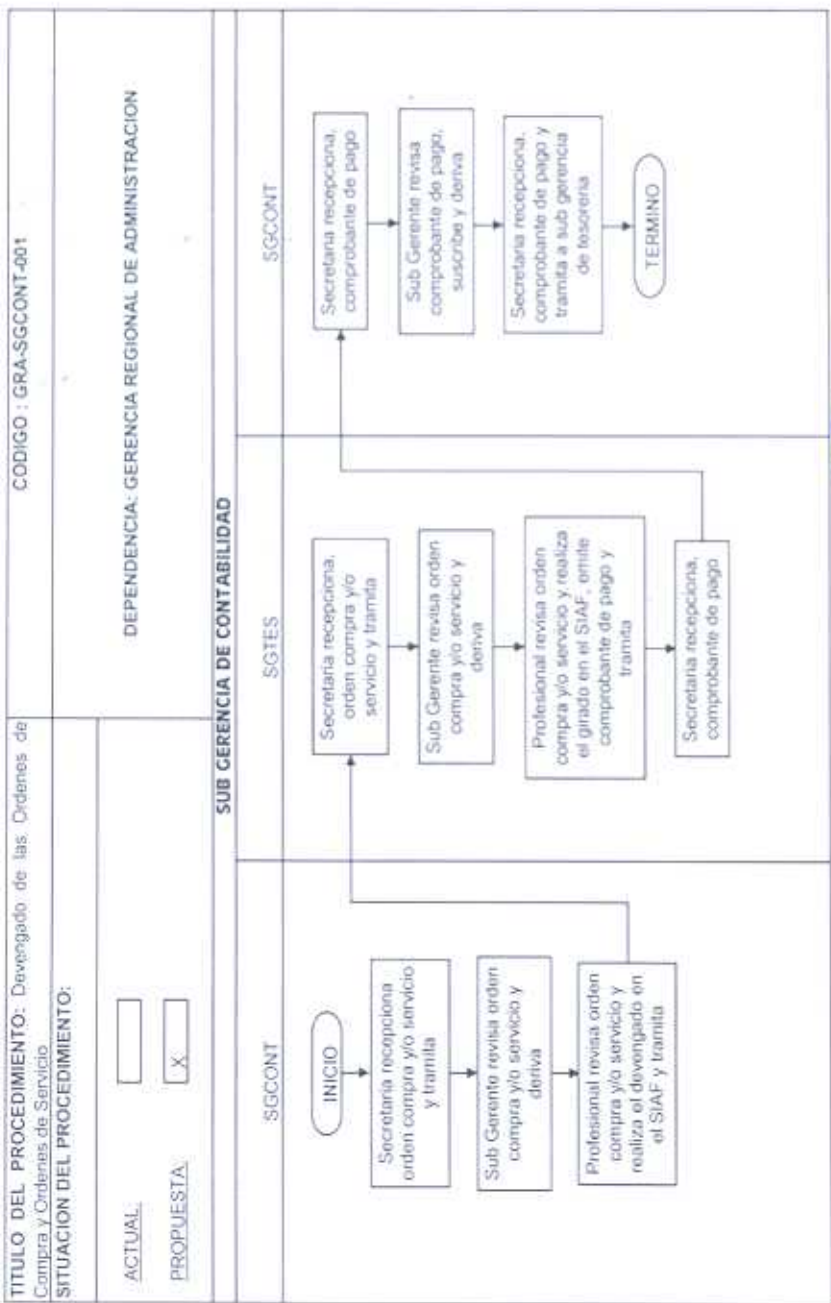 TITULO DEL PROCEDIMIENTO: Devengado de las Ordenes de
Compra y Ordenes de Servicio
CODIGO : GRA-SGCONT-001
SITUACION DEL PROCEDIMIENTO:
ACTUAL:
PROPUESTA: X
DEPENDENCIA: GERENCIA REGIONAL DE ADMINISTRACION
SUB GERENCIA DE CONTABILIDAD
SGCONT
INICIO
Secretaria recepciona
orden compra y/o servicio
y tramita
Sub Gerente revisa orden
compra y/o servicio y
deriva
Profesional revisa orden
compra y/o servicio y
realiza el devengado en
el SIAF y tramita
SGTES
Secretaria recepciona,
orden compra y/o
servicio y tramita
Sub Gerente revisa orden
compra y/o servicio y
deriva
Profesional revisa orden
compra y/o servicio y realiza
el girado en el SIAF, emite
comprobante de pago y
tramita
Secretaria recepciona,
comprobante de pago
SGCONT
Secretaria recepciona,
comprobante de pago
Sub Gerente revisa
comprobante de pago,
suscribe y deriva
Secretaria recepciona,
comprobante de pago y
tramita a sub gerencia
de tesoreria
TERMINO